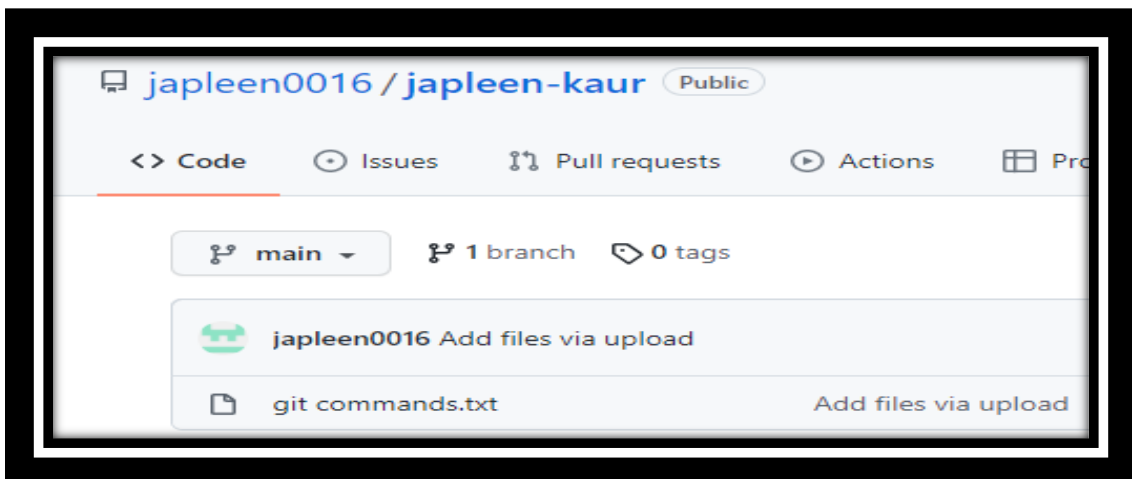 japleen0016 / japleen-kaur Public
<> Code Issues Pull requests Actions
main 1 branch 0 tags
japleen0016 Add files via upload
git commands.txt Add files via upload